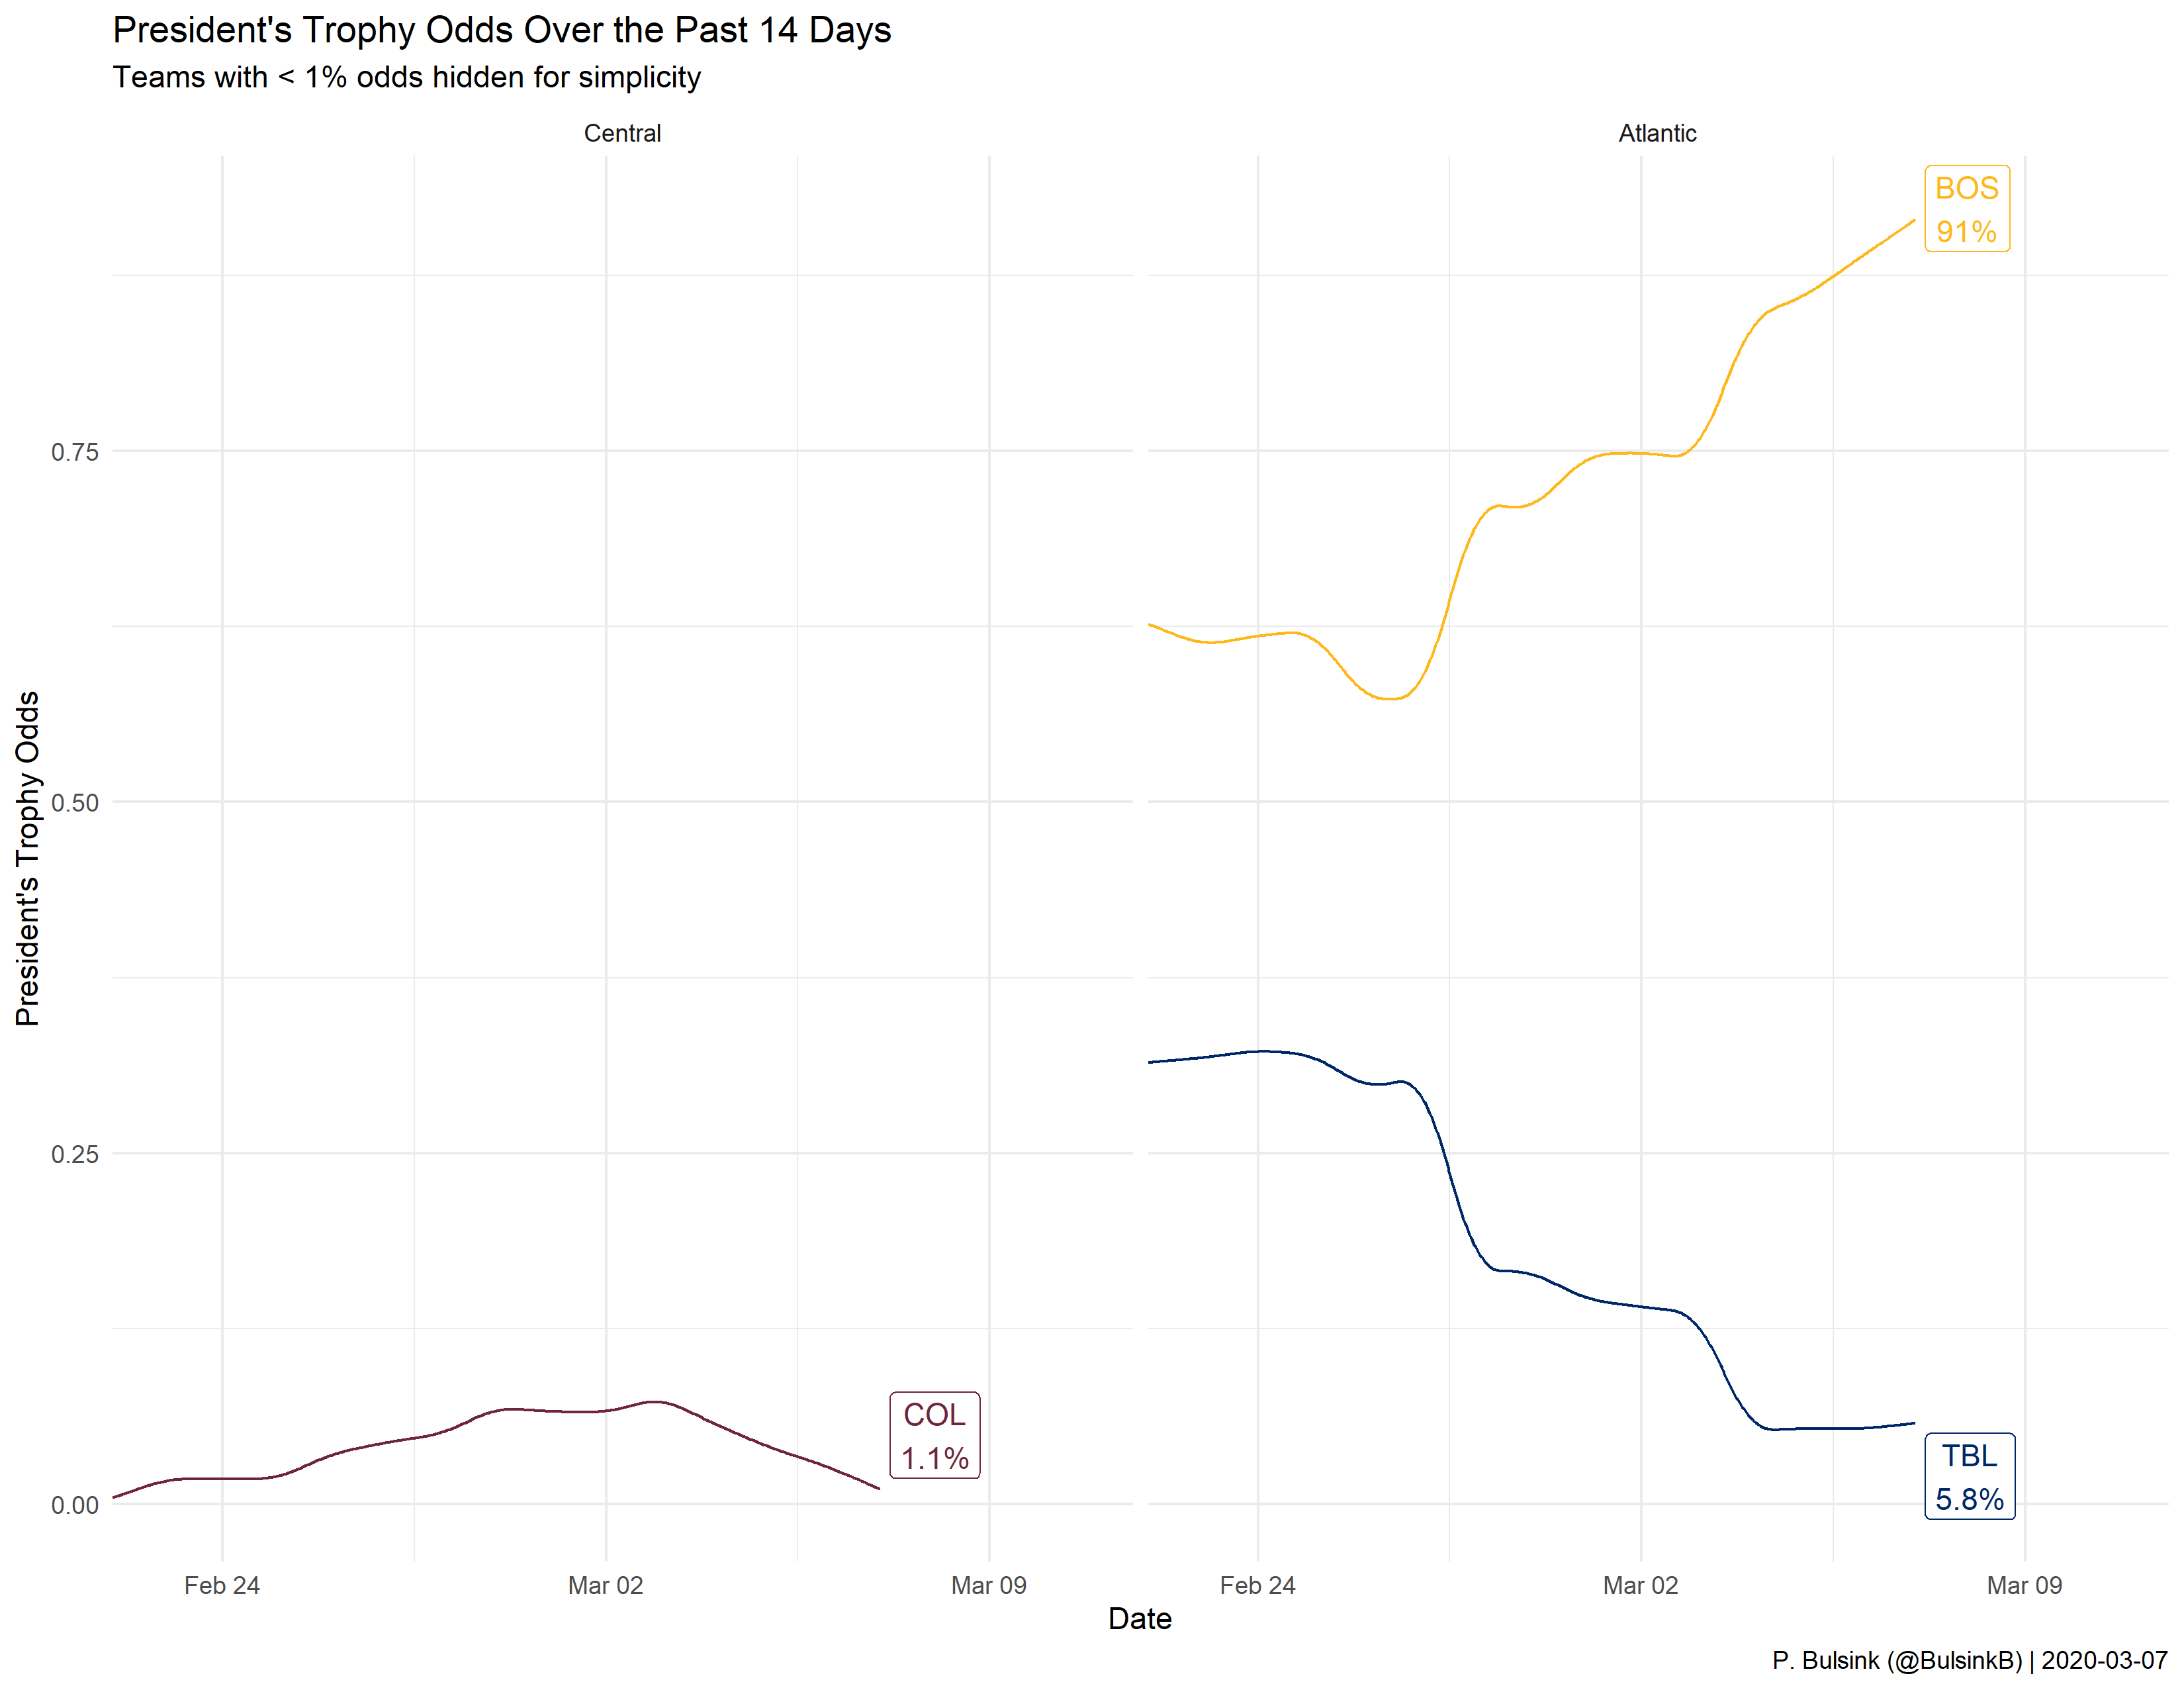 President's Trophy Odds Over the Past 14 Days
Teams with < 1% odds hidden for simplicity
Central
Atlantic
BOS
91%
0.75
0.50
0.25
0.00
President's Trophy Odds
COL
1.1%
TBL
5.8%
Feb 24
Mar 02
Mar 09
Feb 24
Mar 02
Mar 09
Date
P. Bulsink (@BulsinkB) | 2020-03-07